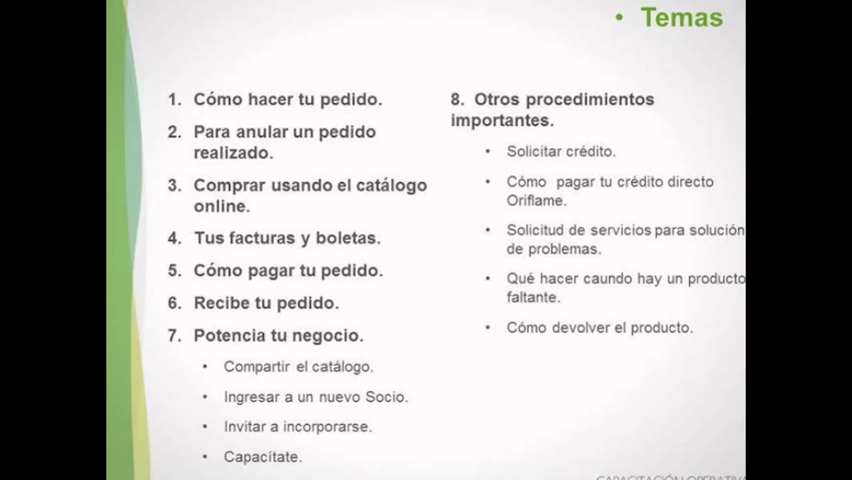 • Temas
1. Cómo hacer tu pedido.
2. Para anular un pedido
realizado.
3. Comprar usando el catálogo
online.
4. Tus facturas y boletas.
5. Cómo pagar tu pedido.
6. Recibe tu pedido.
7. Potencia tu negocio.
• Compartir el catálogo.
• Ingresar a un nuevo Socio.
• Invitar a incorporarse.
• Capacítate.
8. Otros procedimientos
importantes.
• Solicitar crédito.
• Cómo pagar tu crédito directo
Oriflame.
• Solicitud de servicios para solución
de problemas.
• Qué hacer caundo hay un producto
faltante.
• Cómo devolver el producto.
CAPACITACIÓN OPERATIVA